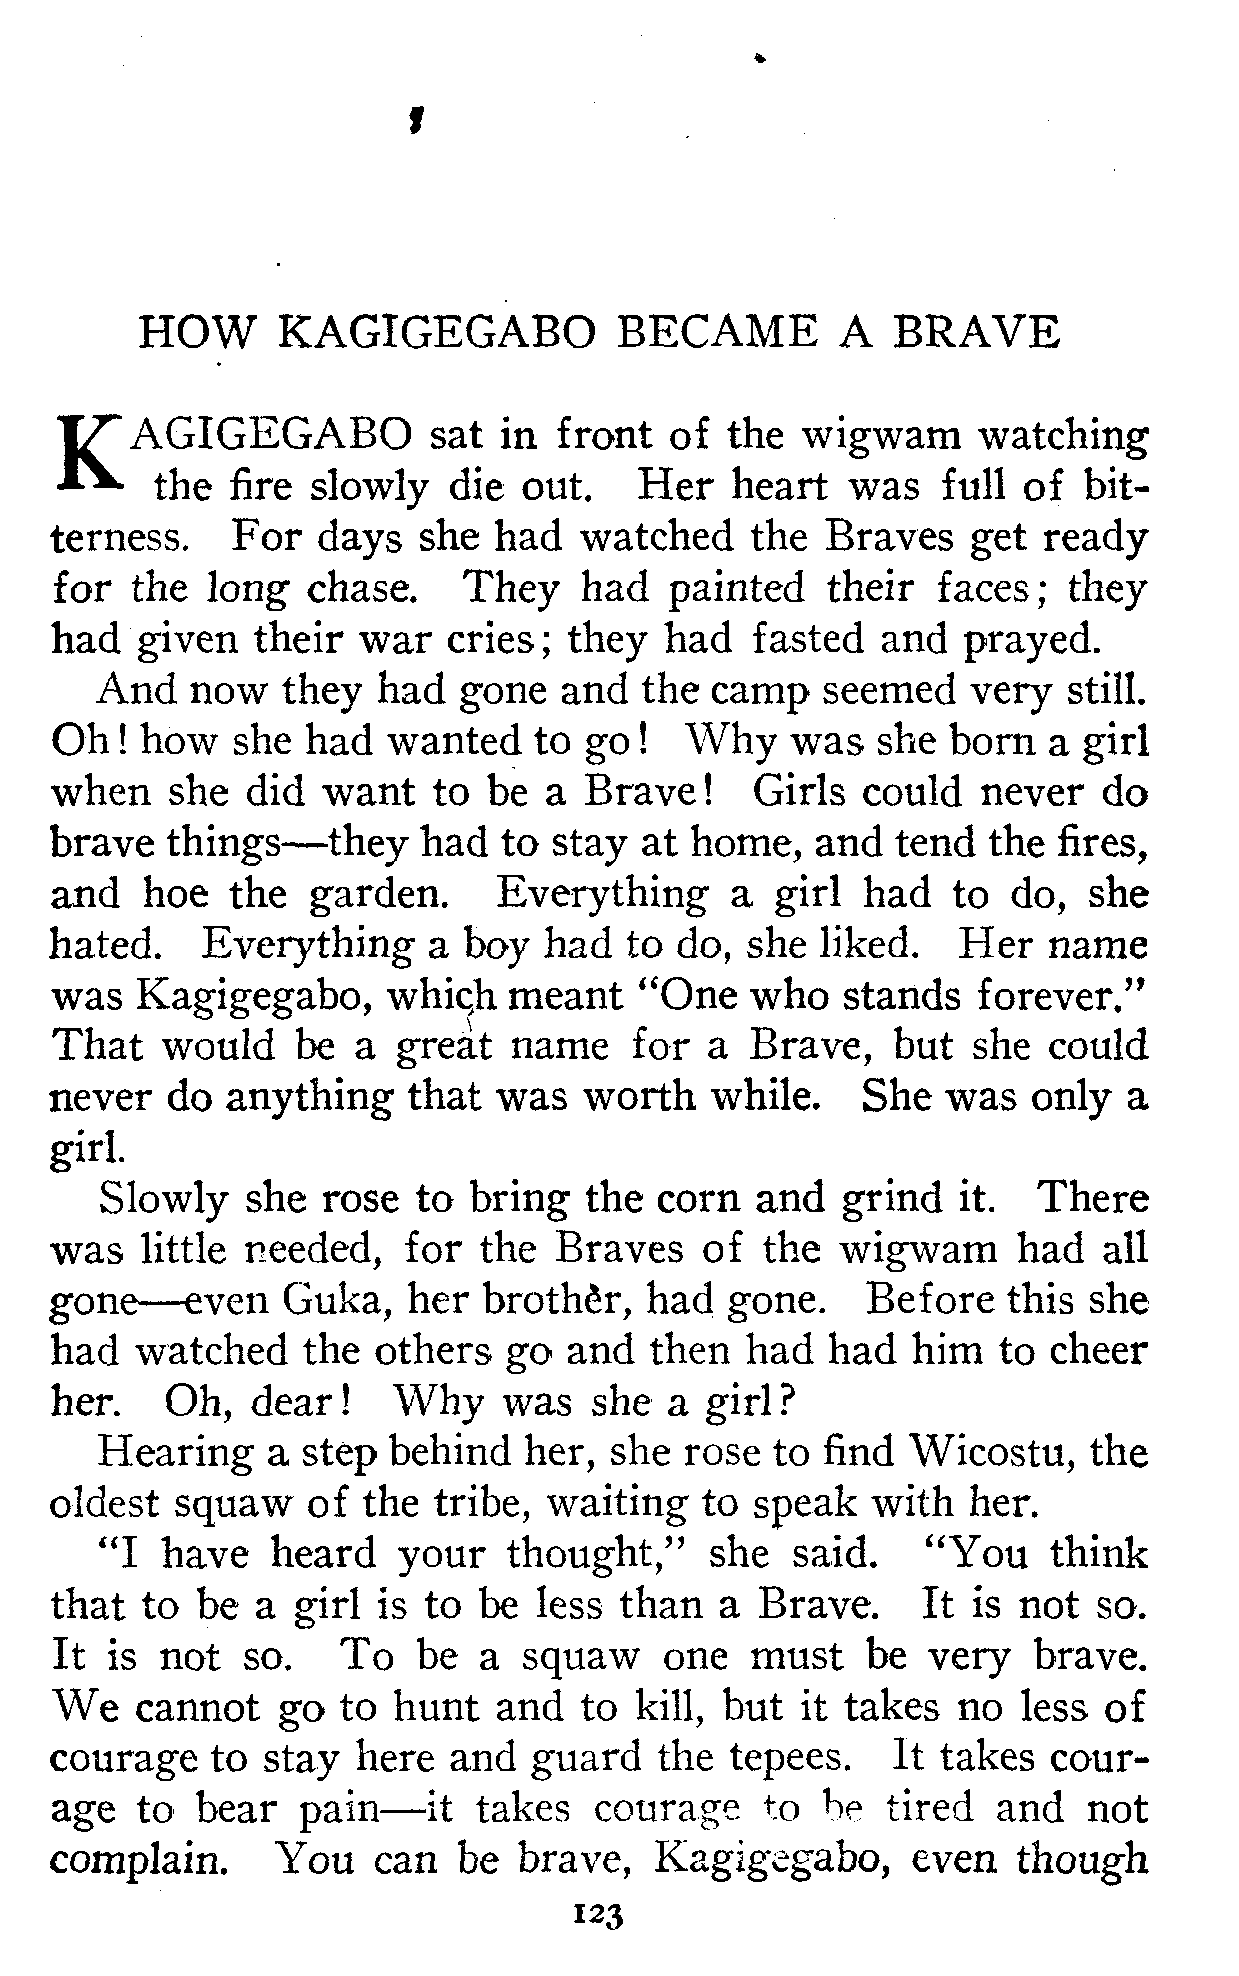 HOW KAGIGEGABO BECAME A BRAVE
KAGIGEGABO sat in front of the wigwam watching
the fire slowly die out. Her heart was full of bit-
terness. For days she had watched the Braves get ready
for the long chase. They had painted their faces; they
had given their war cries; they had fasted and prayed.
And now they had gone and the camp seemed very still.
Oh! how she had wanted to go! Why was she born a girl
when she did want to be a Brave! Girls could never do
brave things—they had to stay at home, and tend the fires,
and hoe the garden. Everything a girl had to do, she
hated. Everything a boy had to do, she liked. Her name
was Kagigegabo, which meant “One who stands forever.”
That would be a great name for a Brave, but she could
never do anything that was worth while. She was only a
girl.
Slowly she rose to bring the corn and grind it. There
was little needed, for the Braves of the wigwam had all
gone—even Guka, her brother, had gone. Before this she
had watched the others go and then had had him to cheer
her. Oh, dear! Why was she a girl?
Hearing a step behind her, she rose to find Wicostu, the
oldest squaw of the tribe, waiting to speak with her.
“I have heard your thought,” she said. “You think
that to be a girl is to be less than a Brave. It is not so.
It is not so. To be a squaw one must be very brave.
We cannot go to hunt and to kill, but it takes no less of
courage to stay here and guard the tepees. It takes cour-
age to bear pain—it takes courage to be tired and not
complain. You can be brave, Kagigegabo, even though
123